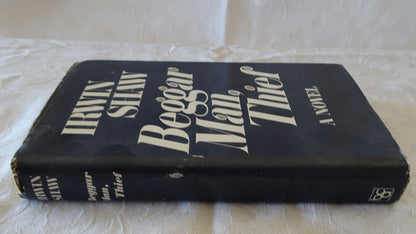 IRWIN
SHAW
Beggar
Man,
Thief
A NOVEL
IRWIN
SHAW
Beggar
Man,
Thief